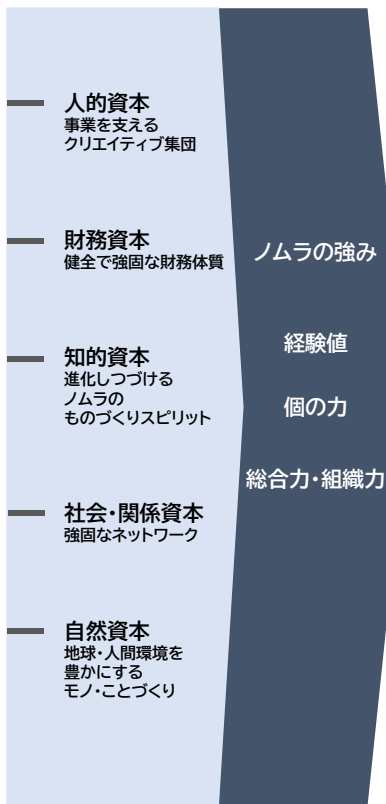 人的資本
事業を支える
クリエイティブ集団
財務資本
健全で強固な財務体質
知的資本
進化しつづける
ノムラの
ものづくりスピリット
社会・関係資本
強固なネットワーク
自然資本
地球・人間環境を
豊かにする
モノ・ことづくり
ノムラの強み
経験値
個の力
総合力・組織力